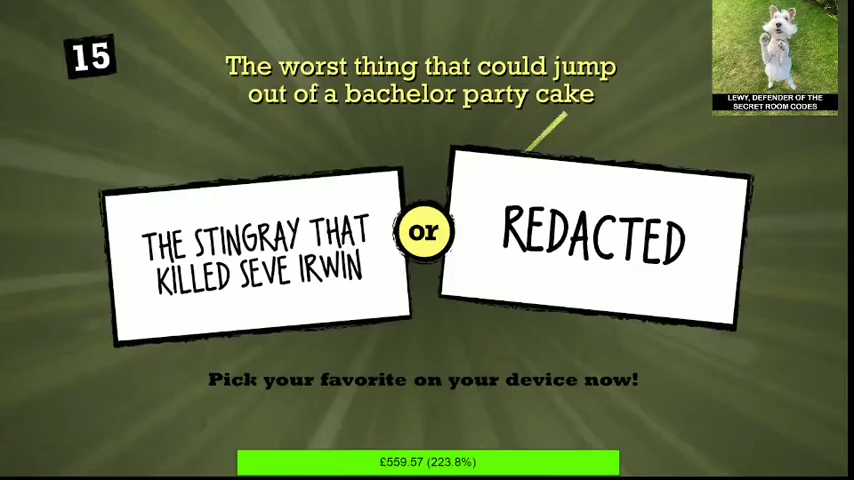 15
The worst thing that could jump
out of a bachelor party cake
LEWY, DEFENDER OF THE
SECRET ROOM CODES
THE STINGRAY THAT
KILLED SEVE IRWIN
or
REDACTED
Pick your favorite on your device now!
£559.57 (223.8%)